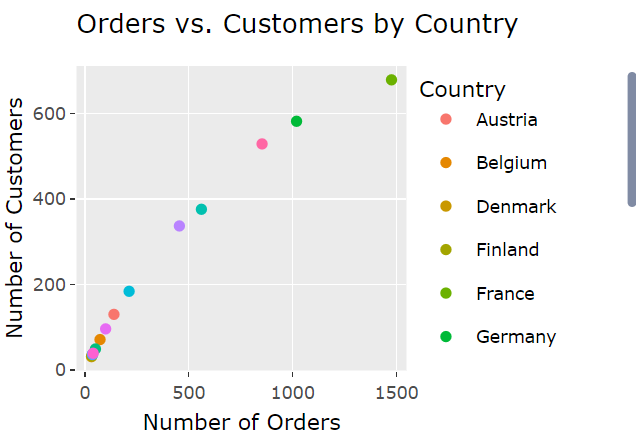 Orders vs. Customers by Country
Number of Customers
600
400
200
0
0 500 1000 1500
Number of Orders
Country
Austria
Belgium
Denmark
Finland
France
Germany